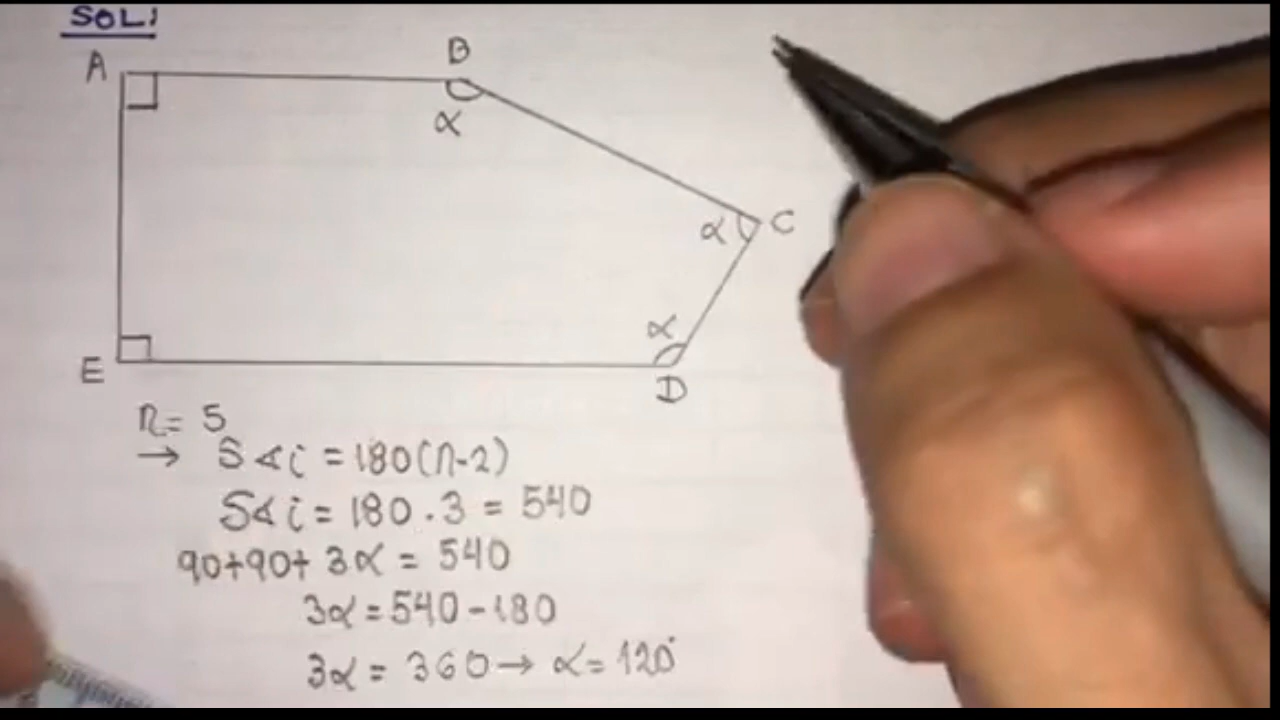 SOL:
A
B
α
α C
α
E
D
n = 5
→ S∢i = 180(n-2)
S∢i = 180 . 3 = 540
90+90+ 3α = 540
3α = 540 - 180
3α = 360 → α = 120°